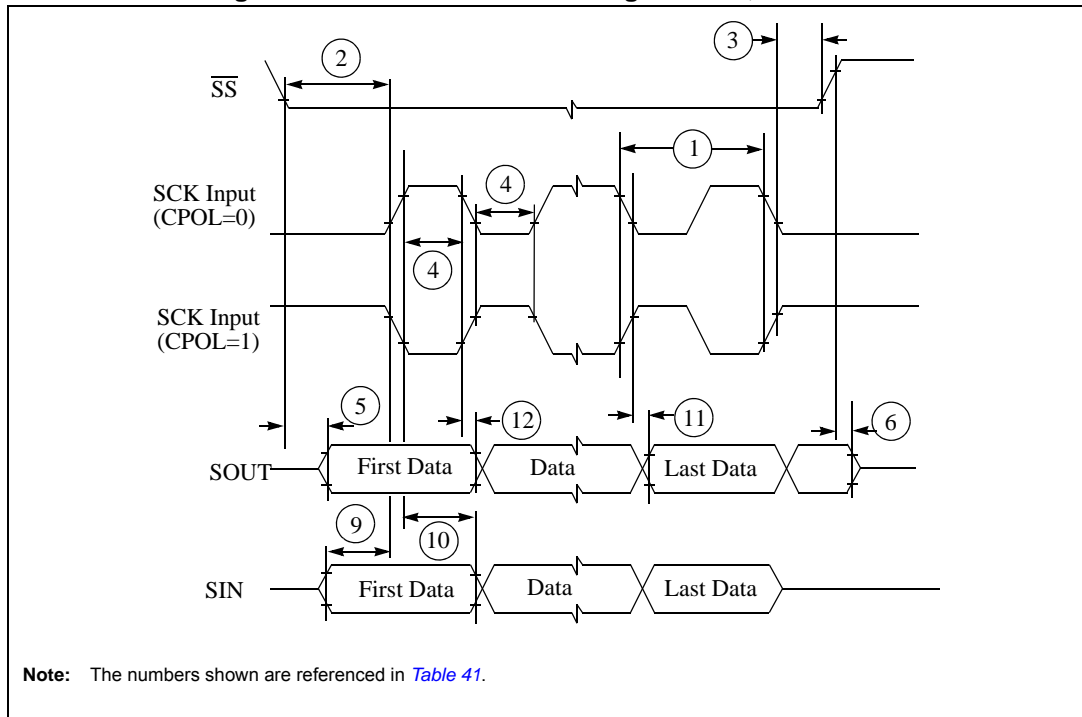 3
2
SS
1
SCK Input
(CPOL=0)
4
4
SCK Input
(CPOL=1)
5
12
11
6
SOUT
First Data
Data
Last Data
9
10
SIN
First Data
Data
Last Data
Note: The numbers shown are referenced in Table 41.